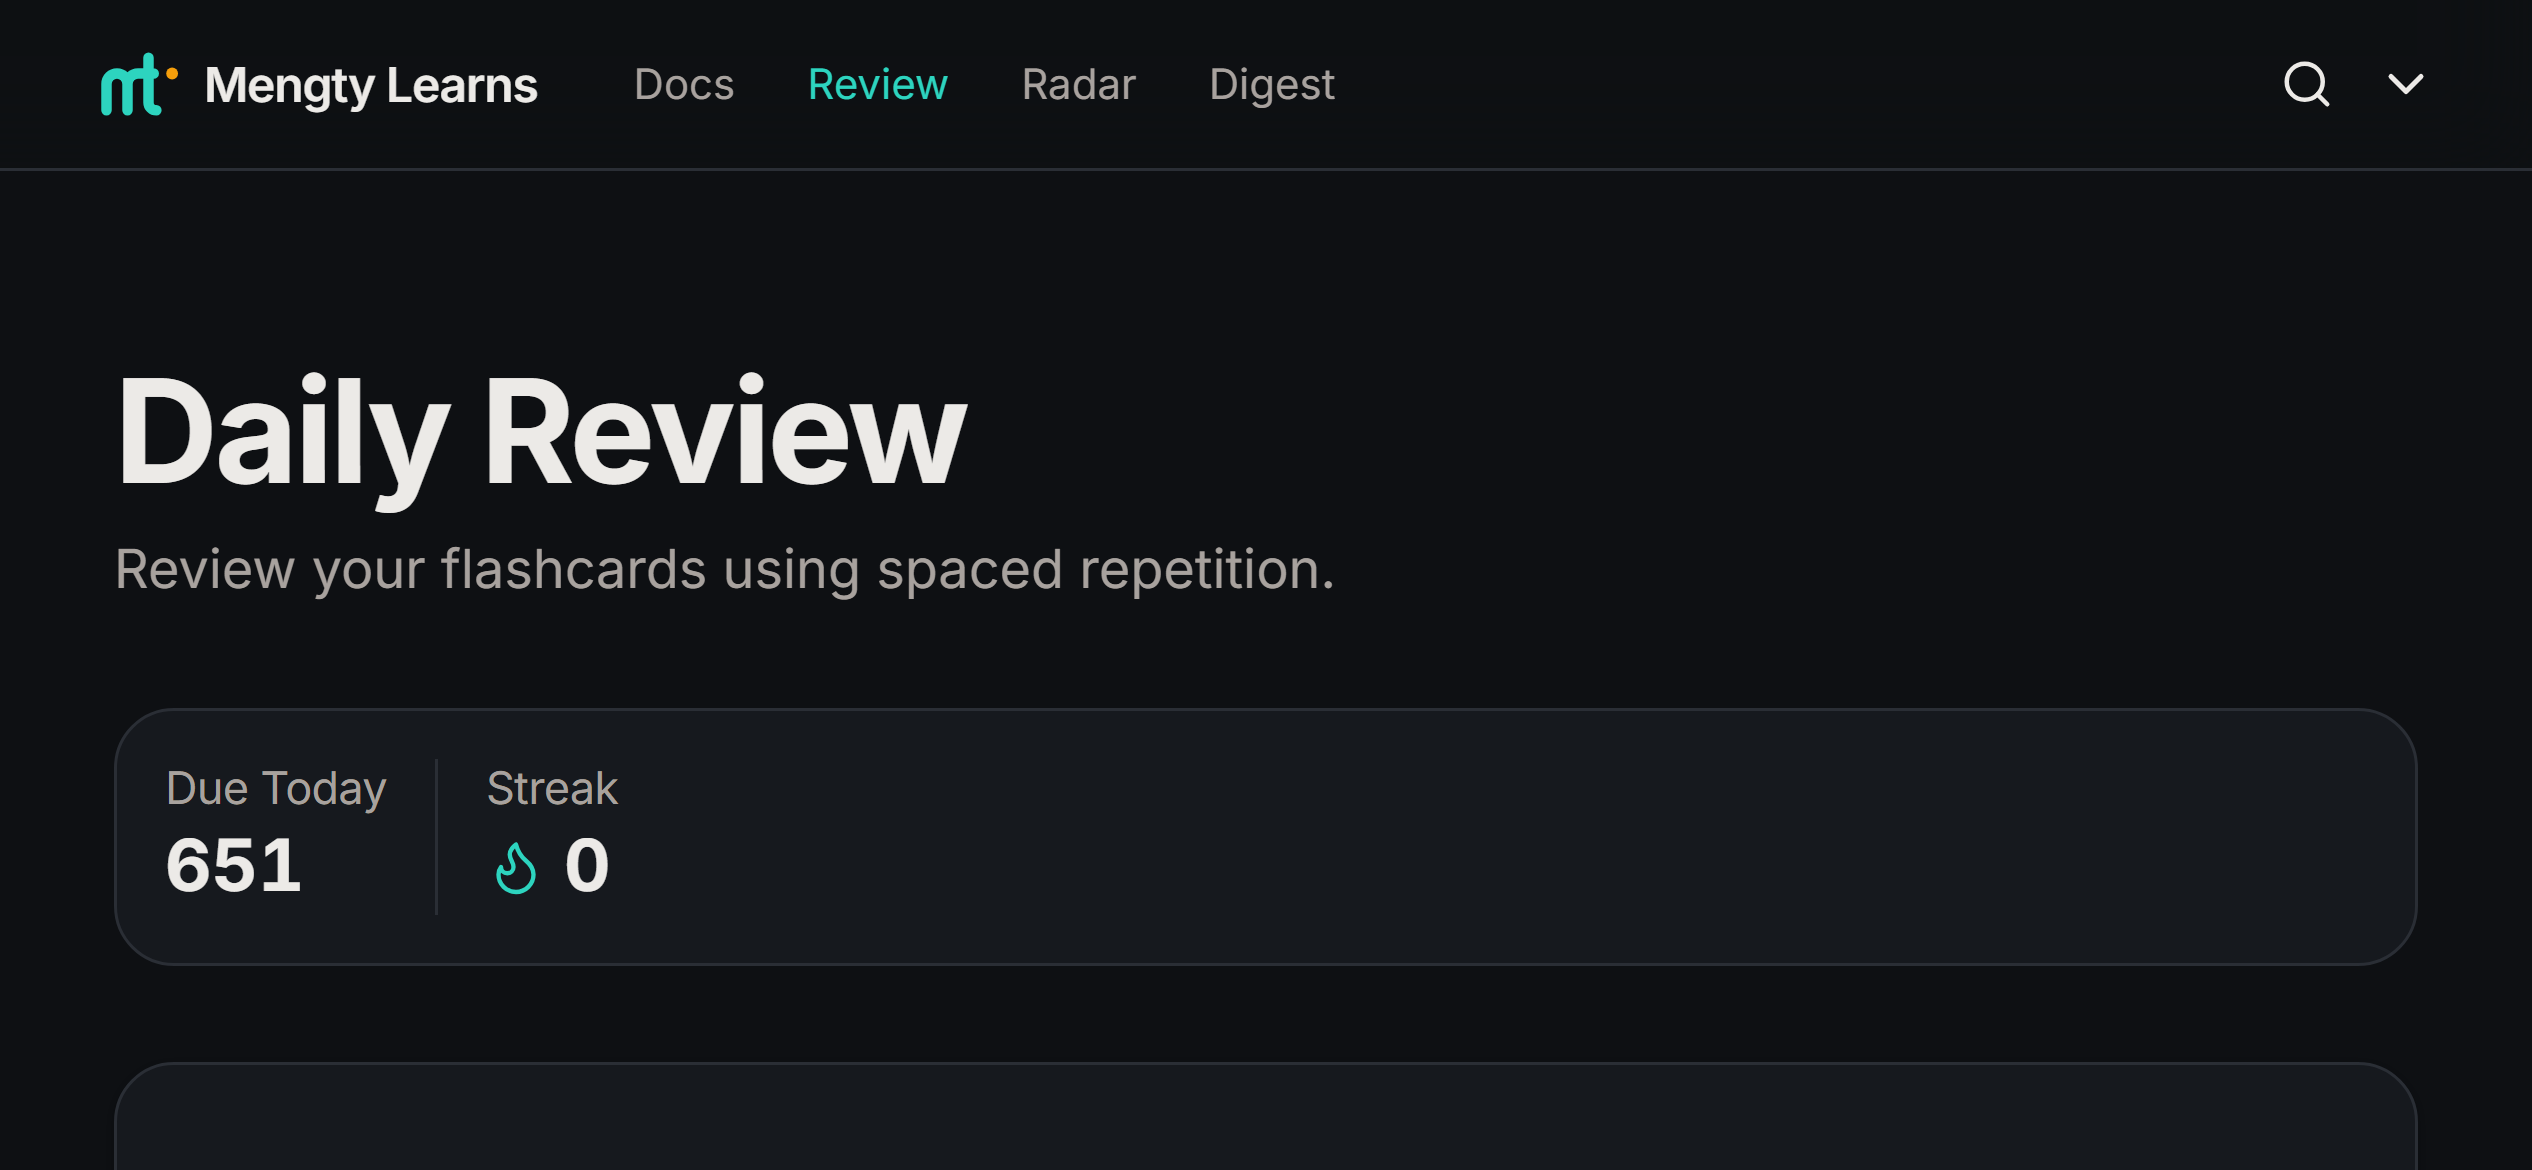 mt
Mengty Learns
Docs
Review
Radar
Digest
Daily Review
Review your flashcards using spaced repetition.
Due Today
651
Streak
0